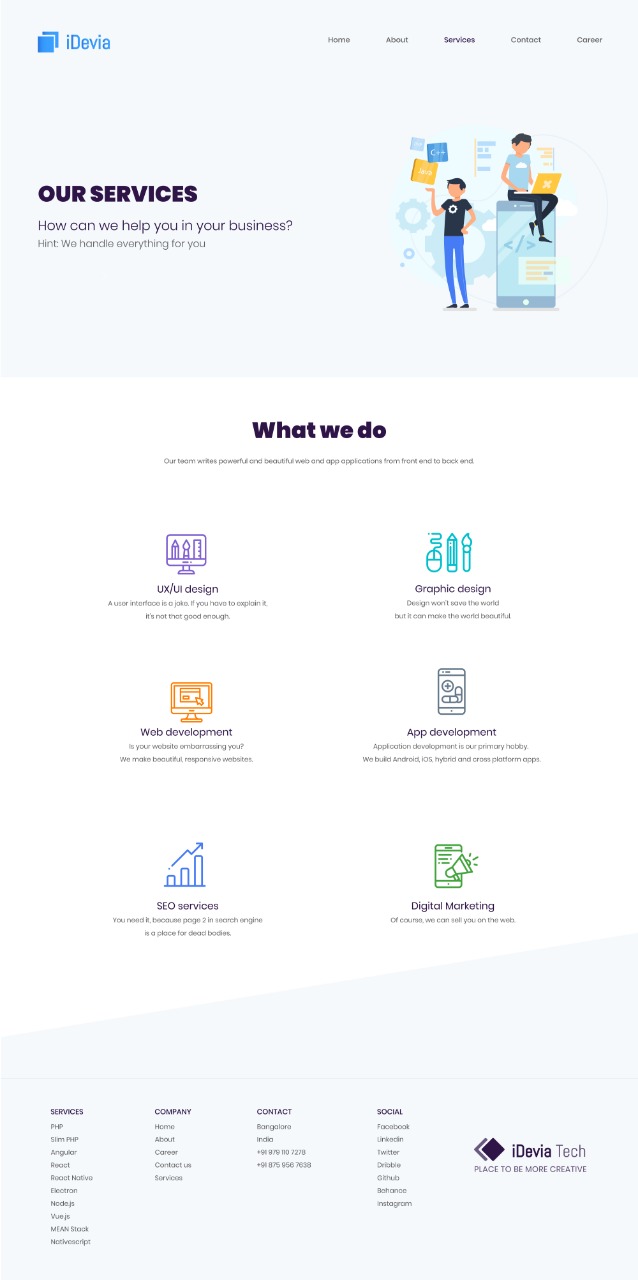 iDevia
Home
About
Services
Contact
Career
C++
Java
OUR SERVICES
How can we help you in your business?
Hint: We handle everything for you
</>
What we do
Our team writes powerful and beautiful web and app applications from front end to back end.
UX/UI design
A user interface is a joke. If you have to explain it,
it's not that good enough.
Graphic design
Design won't save the world
but it can make the world beautiful.
Web development
Is your website embarrassing you?
We make beautiful, responsive websites.
App development
Application development is our primary hobby.
We build Android, iOS, hybrid and cross platform apps.
SEO services
You need it, because page 2 in search engine
is a place for dead bodies.
Digital Marketing
Of course, we can sell you on the web.
SERVICES
PHP
Slim PHP
Angular
React
React Native
Electron
Node.js
Vue.js
MEAN Stack
Nativescript
COMPANY
Home
About
Career
Contact us
Services
CONTACT
Bangalore
India
+91 979 110 7278
+91 875 956 7638
SOCIAL
Facebook
Linkedin
Twitter
Dribble
Github
Behance
Instagram
iDevia Tech
PLACE TO BE MORE CREATIVE